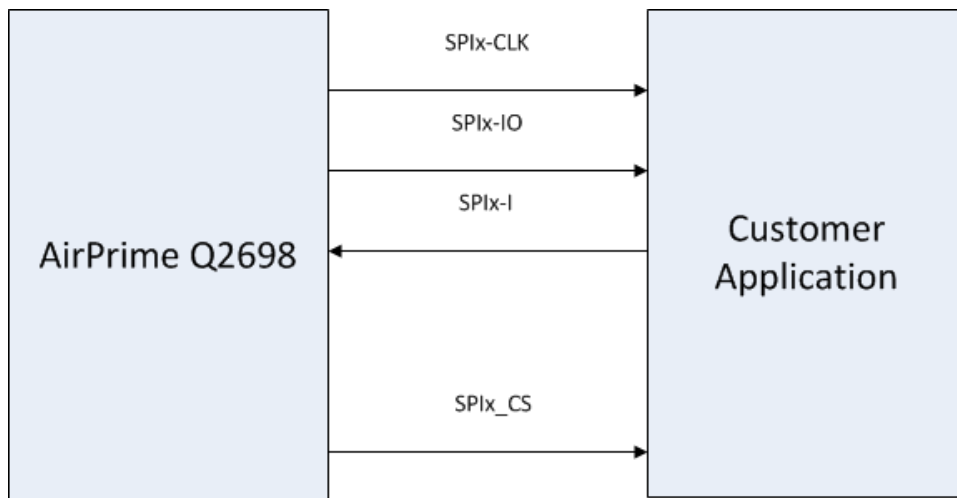 SPIx-CLK
SPIx-IO
SPIx-I
AirPrime Q2698
Customer
Application
SPIx_CS